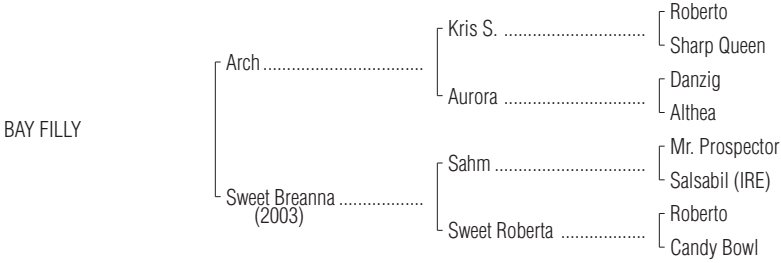 Roberto
Kris S. ..............................
Sharp Queen
Arch .................................
Danzig
Aurora ..............................
Althea
BAY FILLY
Mr. Prospector
Sahm ................................
Salsabil (IRE)
Sweet Breanna .................
(2003)
Roberto
Sweet Roberta ..................
Candy Bowl